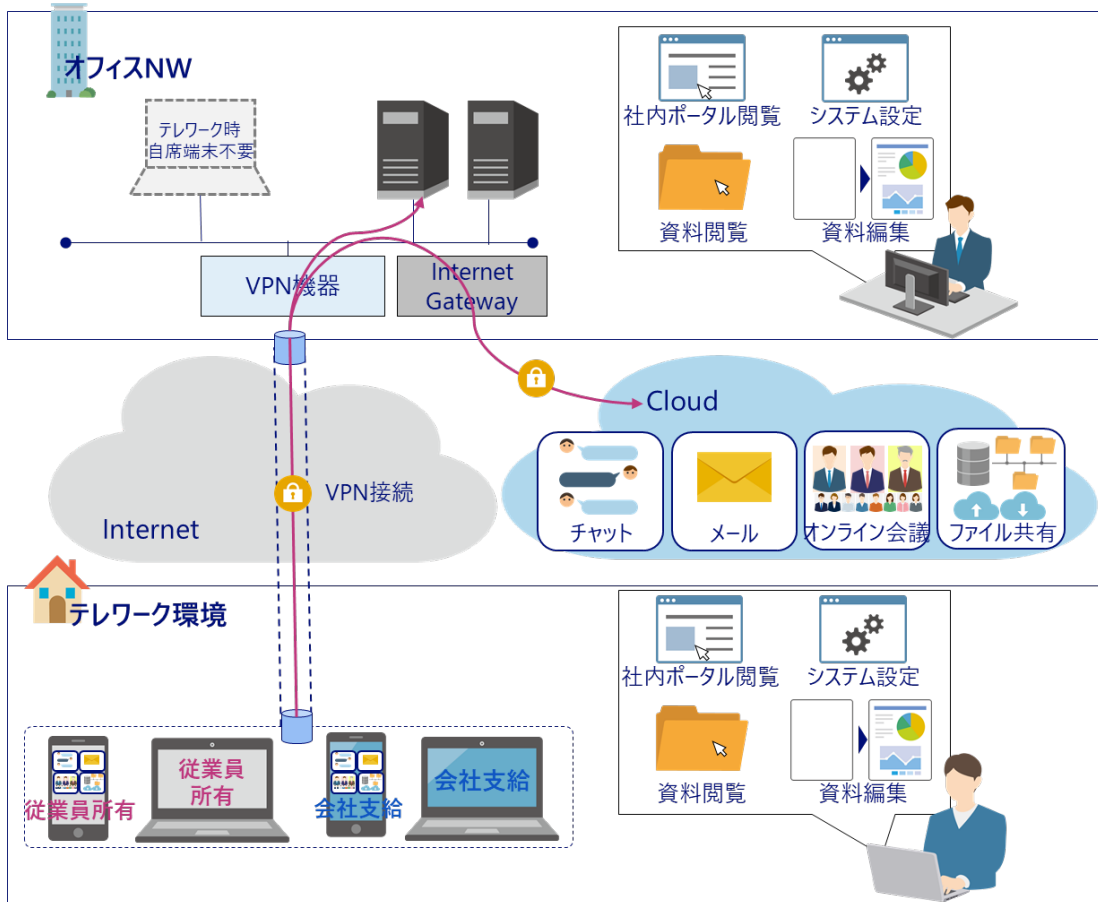 オフィスNW
テレワーク時
自席端末不要
VPN機器
Internet
Gateway
社内ポータル閲覧
システム設定
資料閲覧
資料編集
Internet
VPN接続
Cloud
チャット
メール
オンライン会議
ファイル共有
テレワーク環境
従業員所有
従業員
所有
会社支給
会社支給
社内ポータル閲覧
システム設定
資料閲覧
資料編集